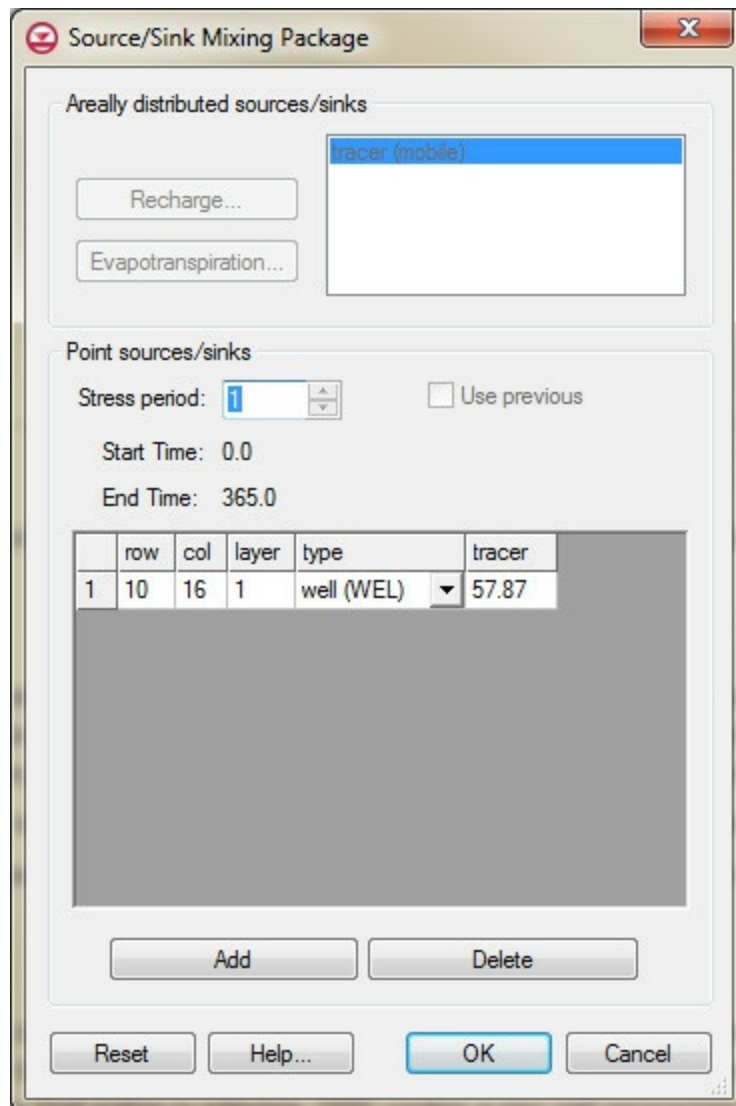 Source/Sink Mixing Package
Areally distributed sources/sinks
tracer (mobile)
Recharge...
Evapotranspiration...
Point sources/sinks
Stress period: 1
Use previous
Start Time: 0.0
End Time: 365.0
row col layer type tracer
1 10 16 1 well (WEL) 57.87
Add Delete
Reset Help... OK Cancel